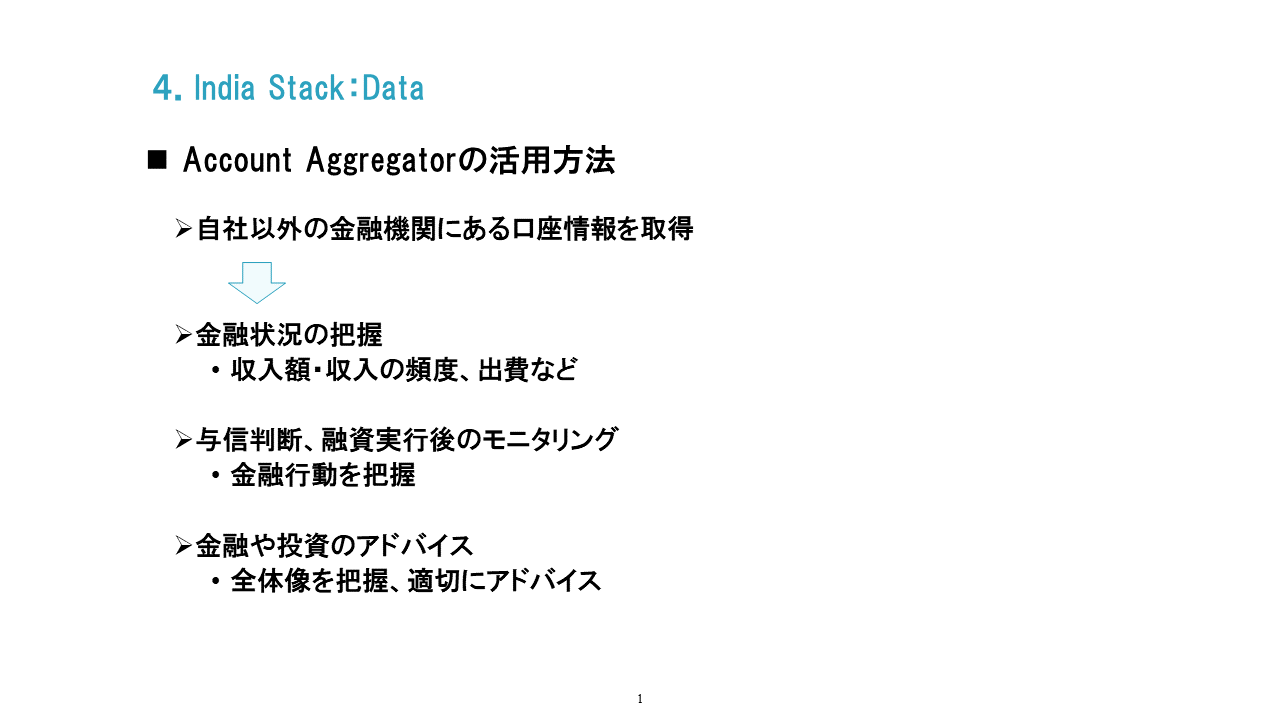 ４. India Stack：Data
■ Account Aggregatorの活用方法
➢自社以外の金融機関にある口座情報を取得
➢金融状況の把握
• 収入額・収入の頻度、出費など
➢与信判断、融資実行後のモニタリング
• 金融行動を把握
➢金融や投資のアドバイス
• 全体像を把握、適切にアドバイス
1